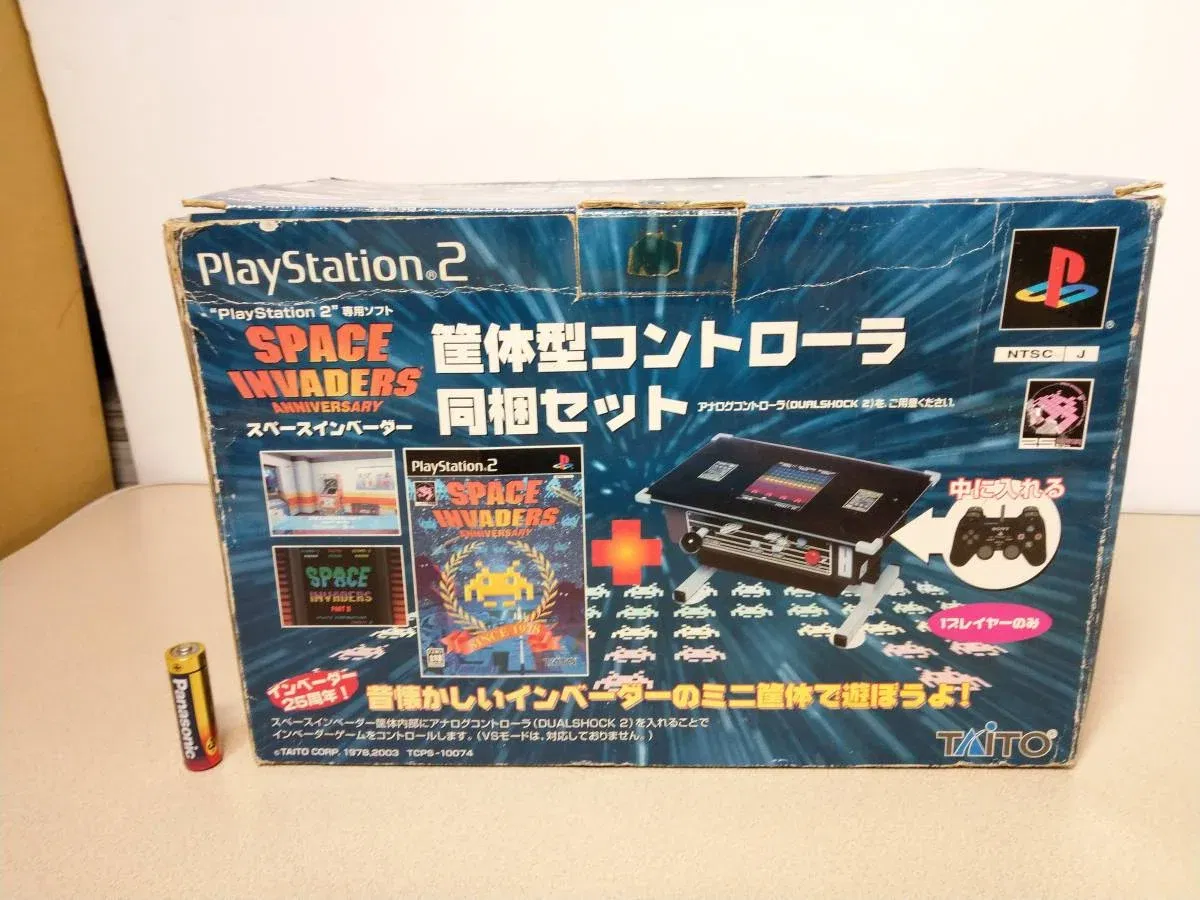 PlayStation®2
"PlayStation 2"専用ソフト
SPACE
INVADERS
ANNIVERSARY
スペースインベーダー
筐体型コントローラ
同梱セット
アナログコントローラ(DUALSHOCK 2)を、ご用意ください。
NTSC J
PlayStation®2
SPACE
INVADERS
ANNIVERSARY
SINCE 1978
TAITO
SPACE
INVADERS
PART II
中に入れる
SONY
1プレイヤーのみ
インベーダー
25周年!
昔懐かしいインベーダーのミニ筐体で遊ぼうよ!
スペースインベーダー筐体内部にアナログコントローラ(DUALSHOCK 2)を入れることで
インベーダーゲームをコントロールします。(VSモードは、対応しておりません。)
©TAITO CORP. 1978,2003 TCPS-10074
TAITO®
Panasonic